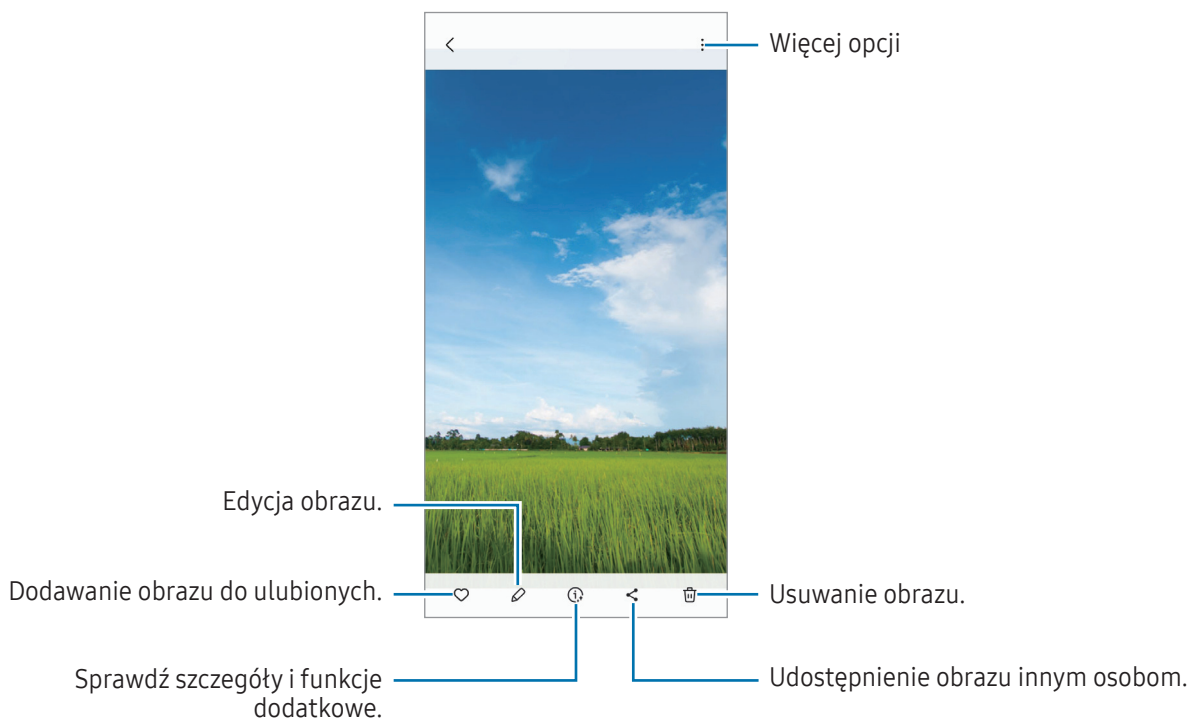 Więcej opcji
Edycja obrazu.
Dodawanie obrazu do ulubionych.
Usuwanie obrazu.
Sprawdź szczegóły i funkcje
dodatkowe.
Udostępnienie obrazu innym osobom.